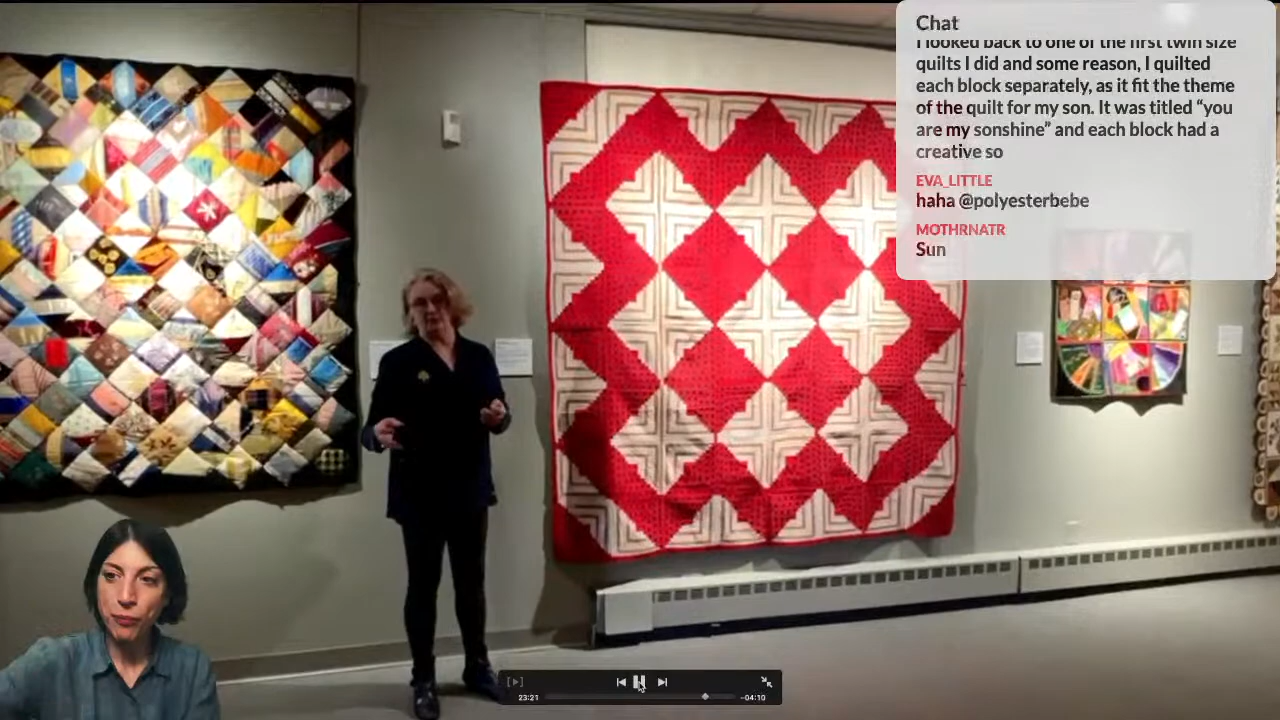 Chat
I looked back to one of the first twin size
quilts I did and some reason, I quilted
each block separately, as it fit the theme
of the quilt for my son. It was titled “you
are my sonshine” and each block had a
creative so
EVA_LITTLE
haha @polyesterbebe
MOTHRNATR
Sun
23:21
–04:10